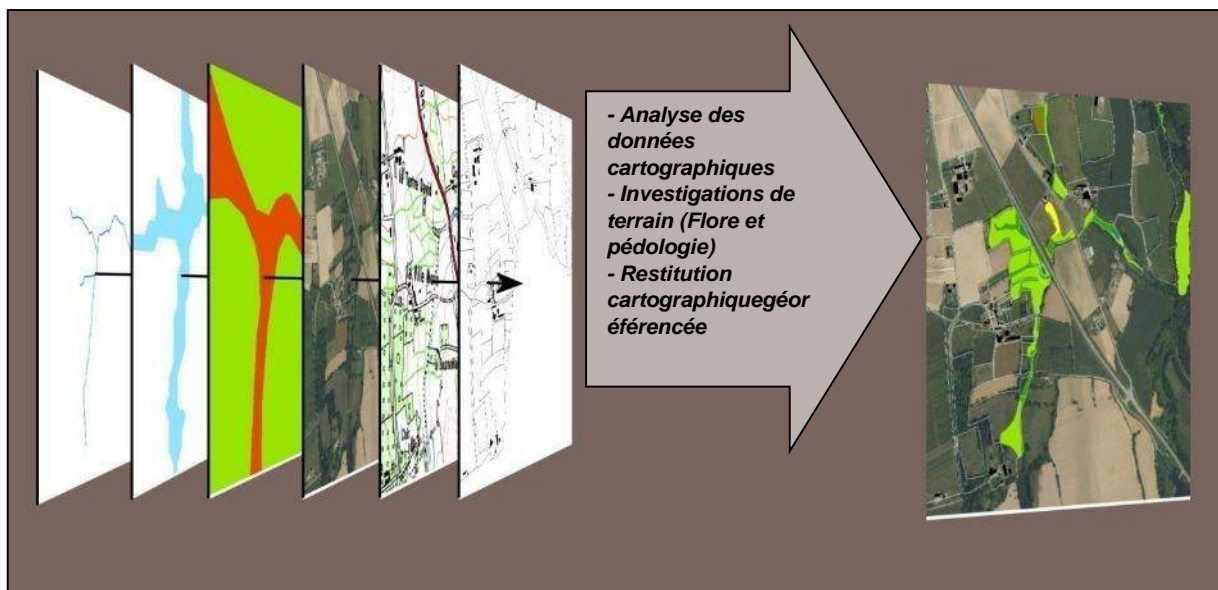 - Analyse des
données
cartographiques
- Investigations de
terrain (Flore et
pédologie)
- Restitution
cartographiquegéor
éférencée